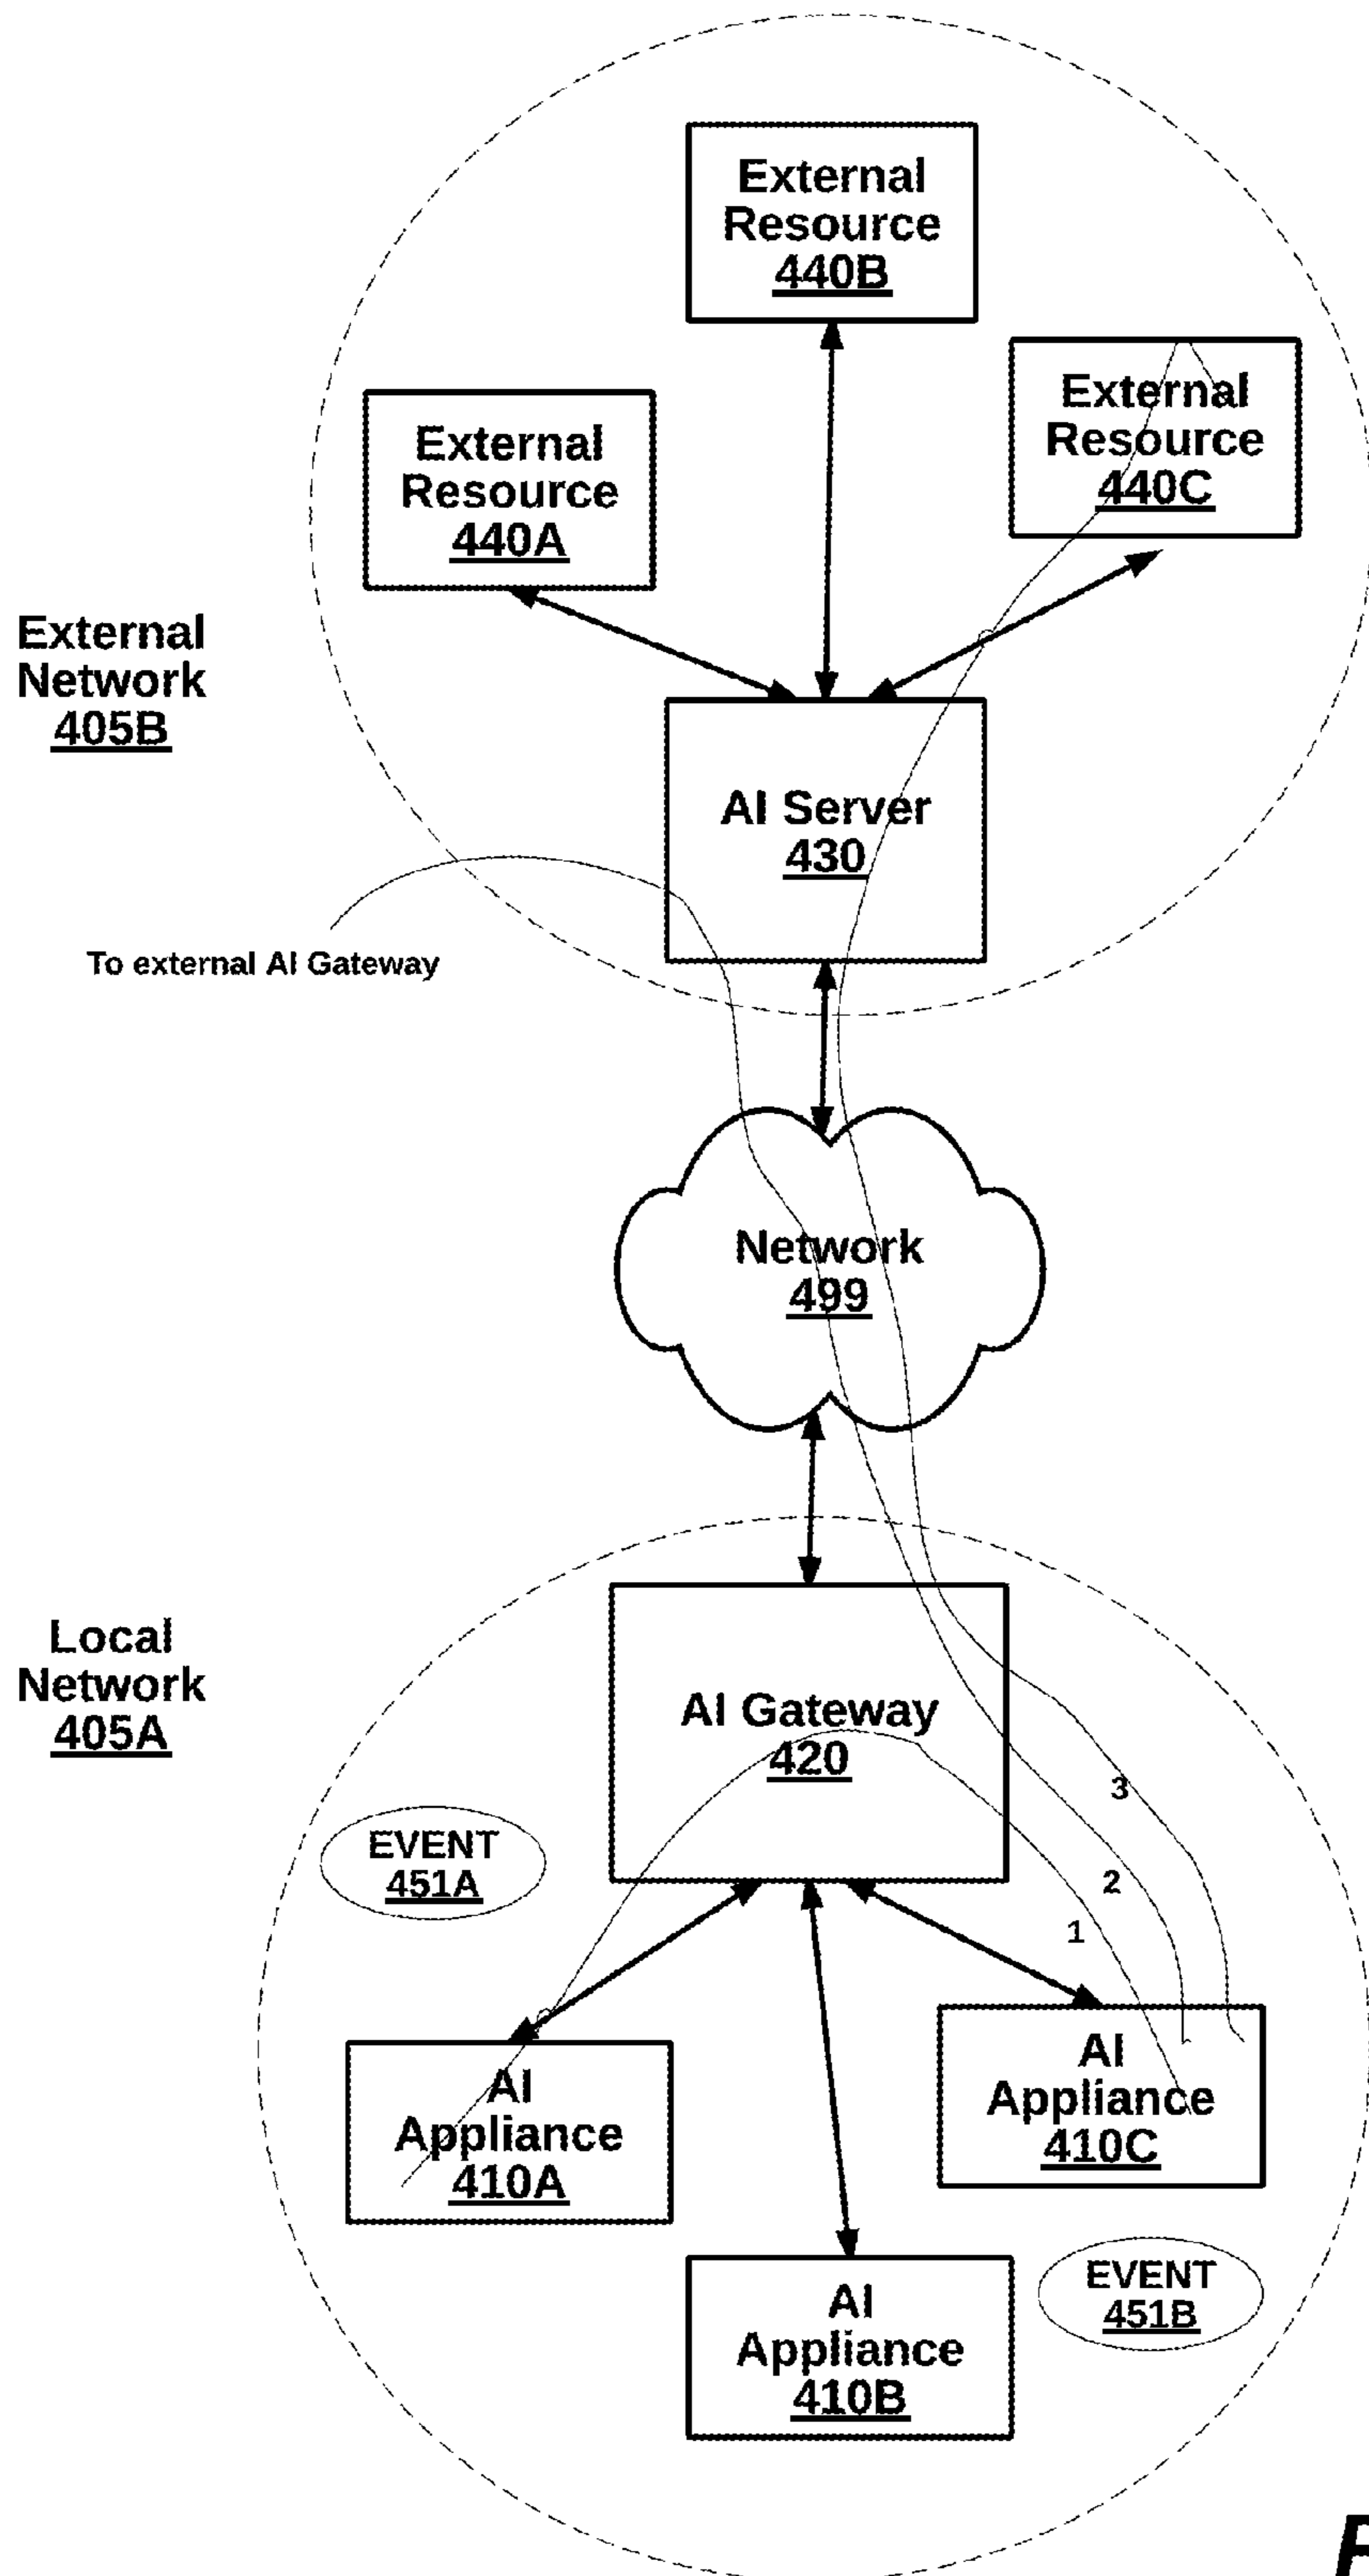 External
Resource
440B
External
Resource
440C
External
Resource
440A
External
Network
405B
AI Server
430
To external AI Gateway
Network
499
Local
Network
405A
AI Gateway
420
3
EVENT
451A
2
1
AI
Appliance
410C
AI
Appliance
410A
EVENT
451B
AI
Appliance
410B